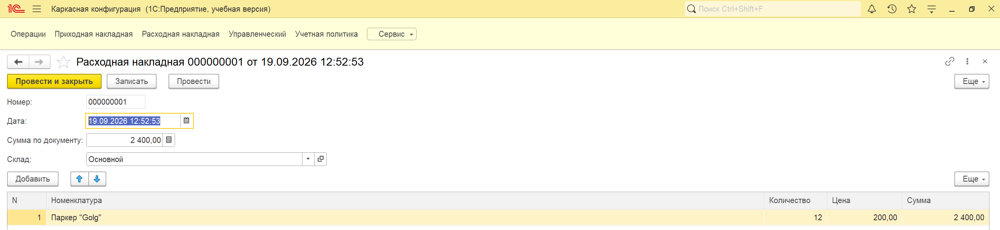 1С Каркасная конфигурация (1С:Предприятие, учебная версия) Поиск Ctrl+Shift+F
Операции Приходная накладная Расходная накладная Управленческий Учетная политика Сервис
Расходная накладная 000000001 от 19.09.2026 12:52:53
Провести и закрыть Записать Провести Еще
Номер: 000000001
Дата: 19.09.2026 12:52:53
Сумма по документу: 2 400,00
Склад: Основной
Добавить Еще
N Номенклатура Количество Цена Сумма
1 Паркер "Golg" 12 200,00 2 400,00